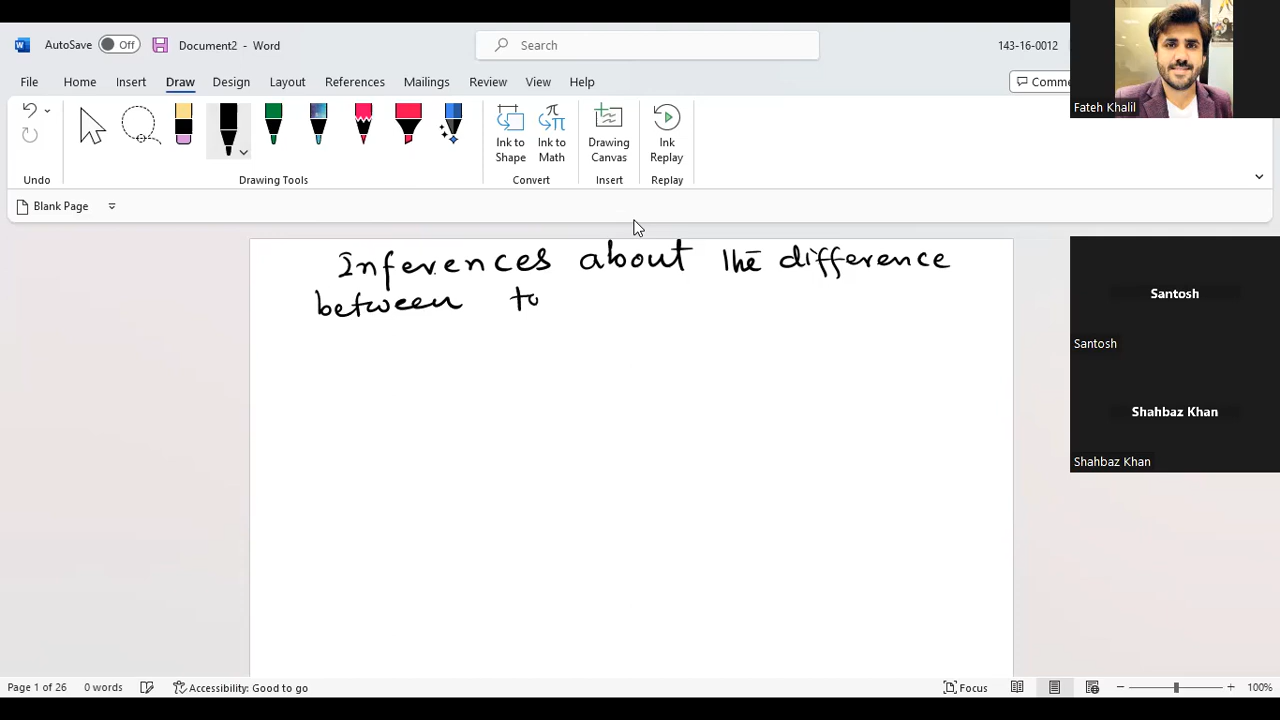 AutoSave Off Document2 - Word Search 143-16-0012
File Home Insert Draw Design Layout References Mailings Review View Help Comme
Fateh Khalil
Ink to Shape Ink to Math Drawing Canvas Ink Replay
Undo Drawing Tools Convert Insert Replay
Blank Page
Inferences about the difference
between to
Santosh
Santosh
Shahbaz Khan
Shahbaz Khan
Page 1 of 26 0 words Accessibility: Good to go Focus 100%